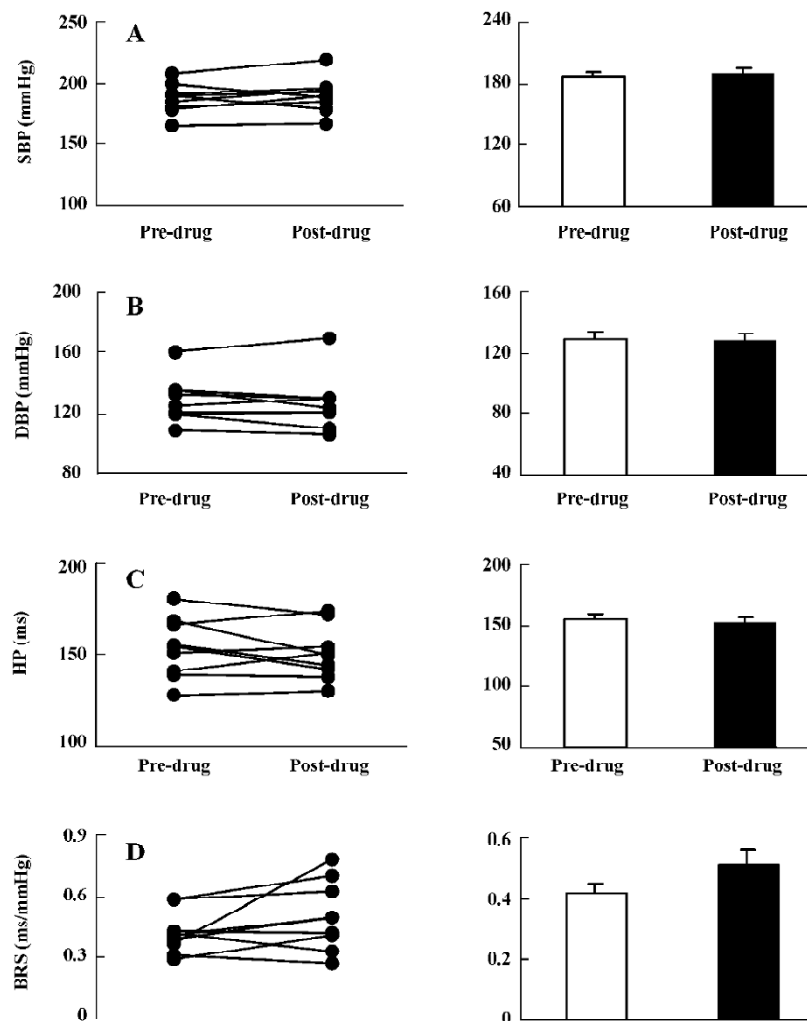 A
SBP (mmHg)
250
200
150
100
Pre-drug Post-drug
240
180
120
60
Pre-drug Post-drug
B
DBP (mmHg)
200
160
120
80
Pre-drug Post-drug
160
120
80
40
Pre-drug Post-drug
C
HP (ms)
200
150
100
Pre-drug Post-drug
200
150
100
50
Pre-drug Post-drug
D
BRS (ms/mmHg)
0.9
0.6
0.3
0
0.6
0.4
0.2
0